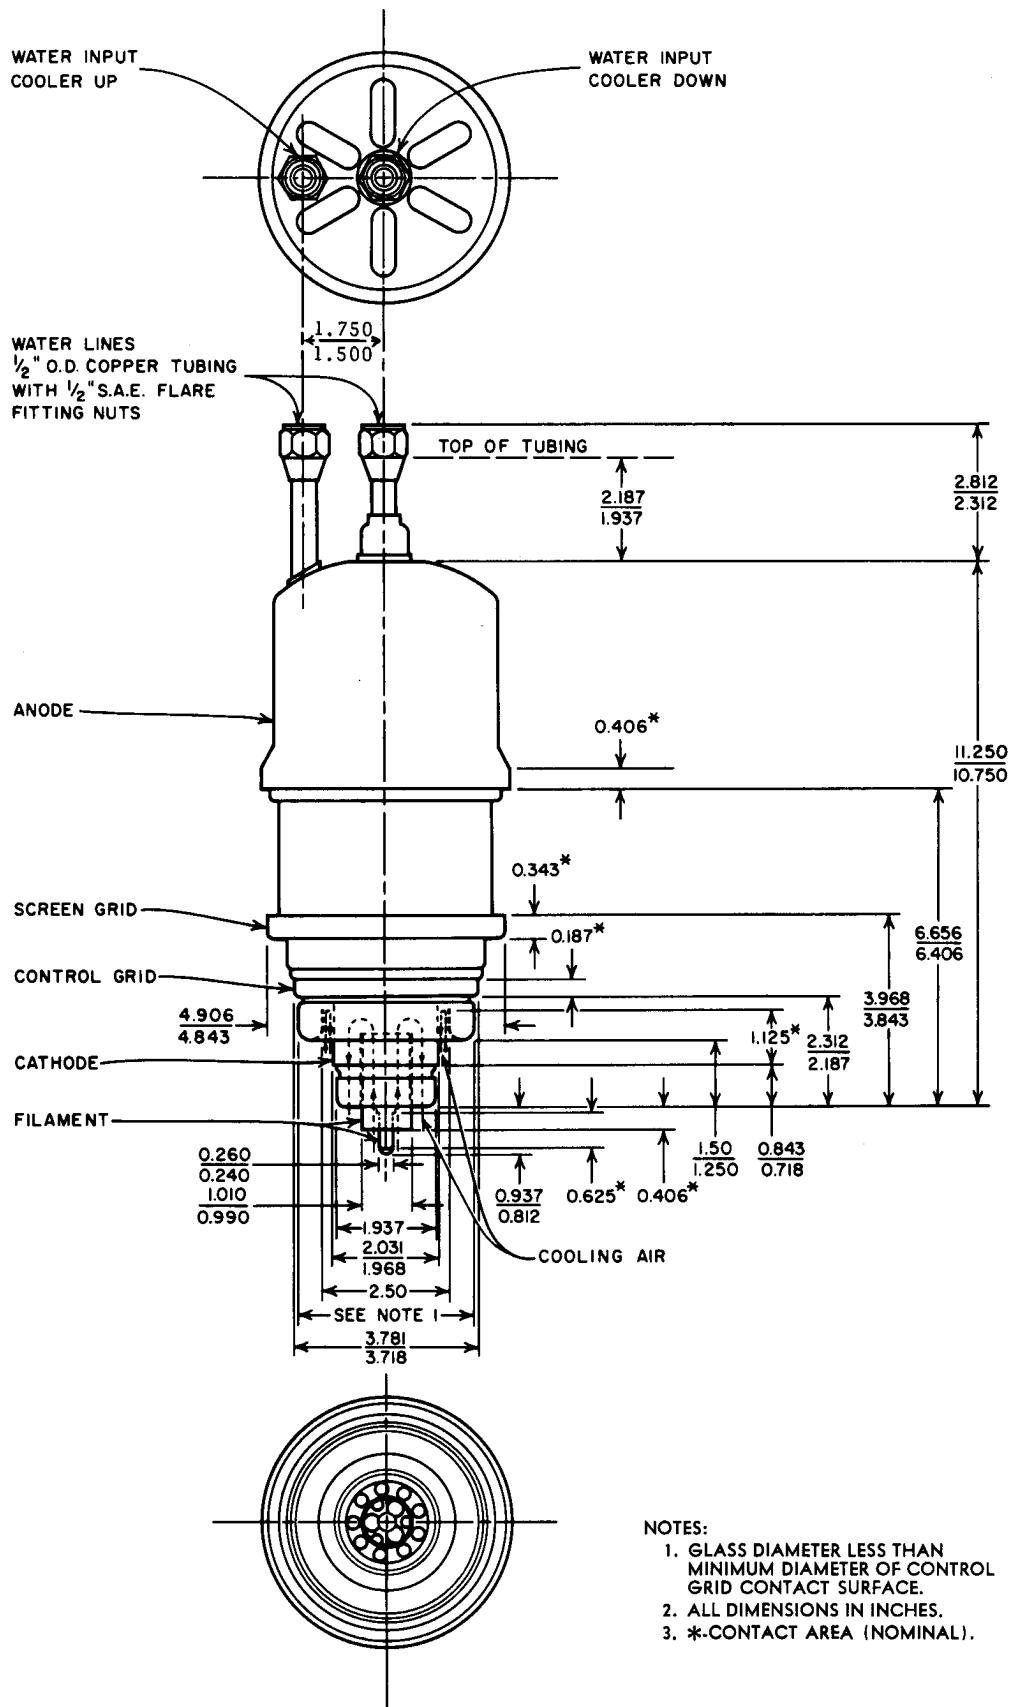 WATER INPUT
COOLER UP
WATER INPUT
COOLER DOWN
1.750
1.500
WATER LINES
1/2" O.D. COPPER TUBING
WITH 1/2" S.A.E. FLARE
FITTING NUTS
TOP OF TUBING
2.187
1.937
2.812
2.312
ANODE
0.406*
11.250
10.750
0.343*
SCREEN GRID
0.187*
6.656
6.406
CONTROL GRID
3.968
3.843
4.906
4.843
1.125*
2.312
2.187
CATHODE
FILAMENT
1.50
1.250
0.843
0.718
0.260
0.240
0.937
0.812
0.625*
0.406*
1.010
0.990
1.937
2.031
1.968
COOLING AIR
2.50
SEE NOTE 1
3.781
3.718
NOTES:
1. GLASS DIAMETER LESS THAN
MINIMUM DIAMETER OF CONTROL
GRID CONTACT SURFACE.
2. ALL DIMENSIONS IN INCHES.
3. *-CONTACT AREA (NOMINAL).